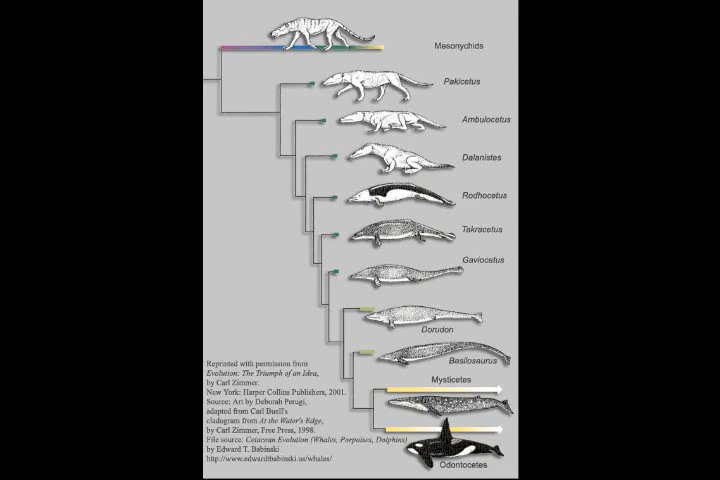 Mesonychids
Pakicetus
Ambulocetus
Dalanistes
Rodhocetus
Takracetus
Gaviocetus
Dorudon
Basilosaurus
Mysticetes
Odontocetes
Reprinted with permission from
Evolution: The Triumph of an Idea,
by Carl Zimmer.
New York: Harper Collins Publishers, 2001.
Source: Art by Deborah Perugi,
adapted from Carl Buell's
cladogram from At the Water's Edge,
by Carl Zimmer, Free Press, 1998.
File source: Cetacean Evolution (Whales, Porpoises, Dolphins)
by Edward T. Babinski
http://www.edwardtbabinski.us/whales/